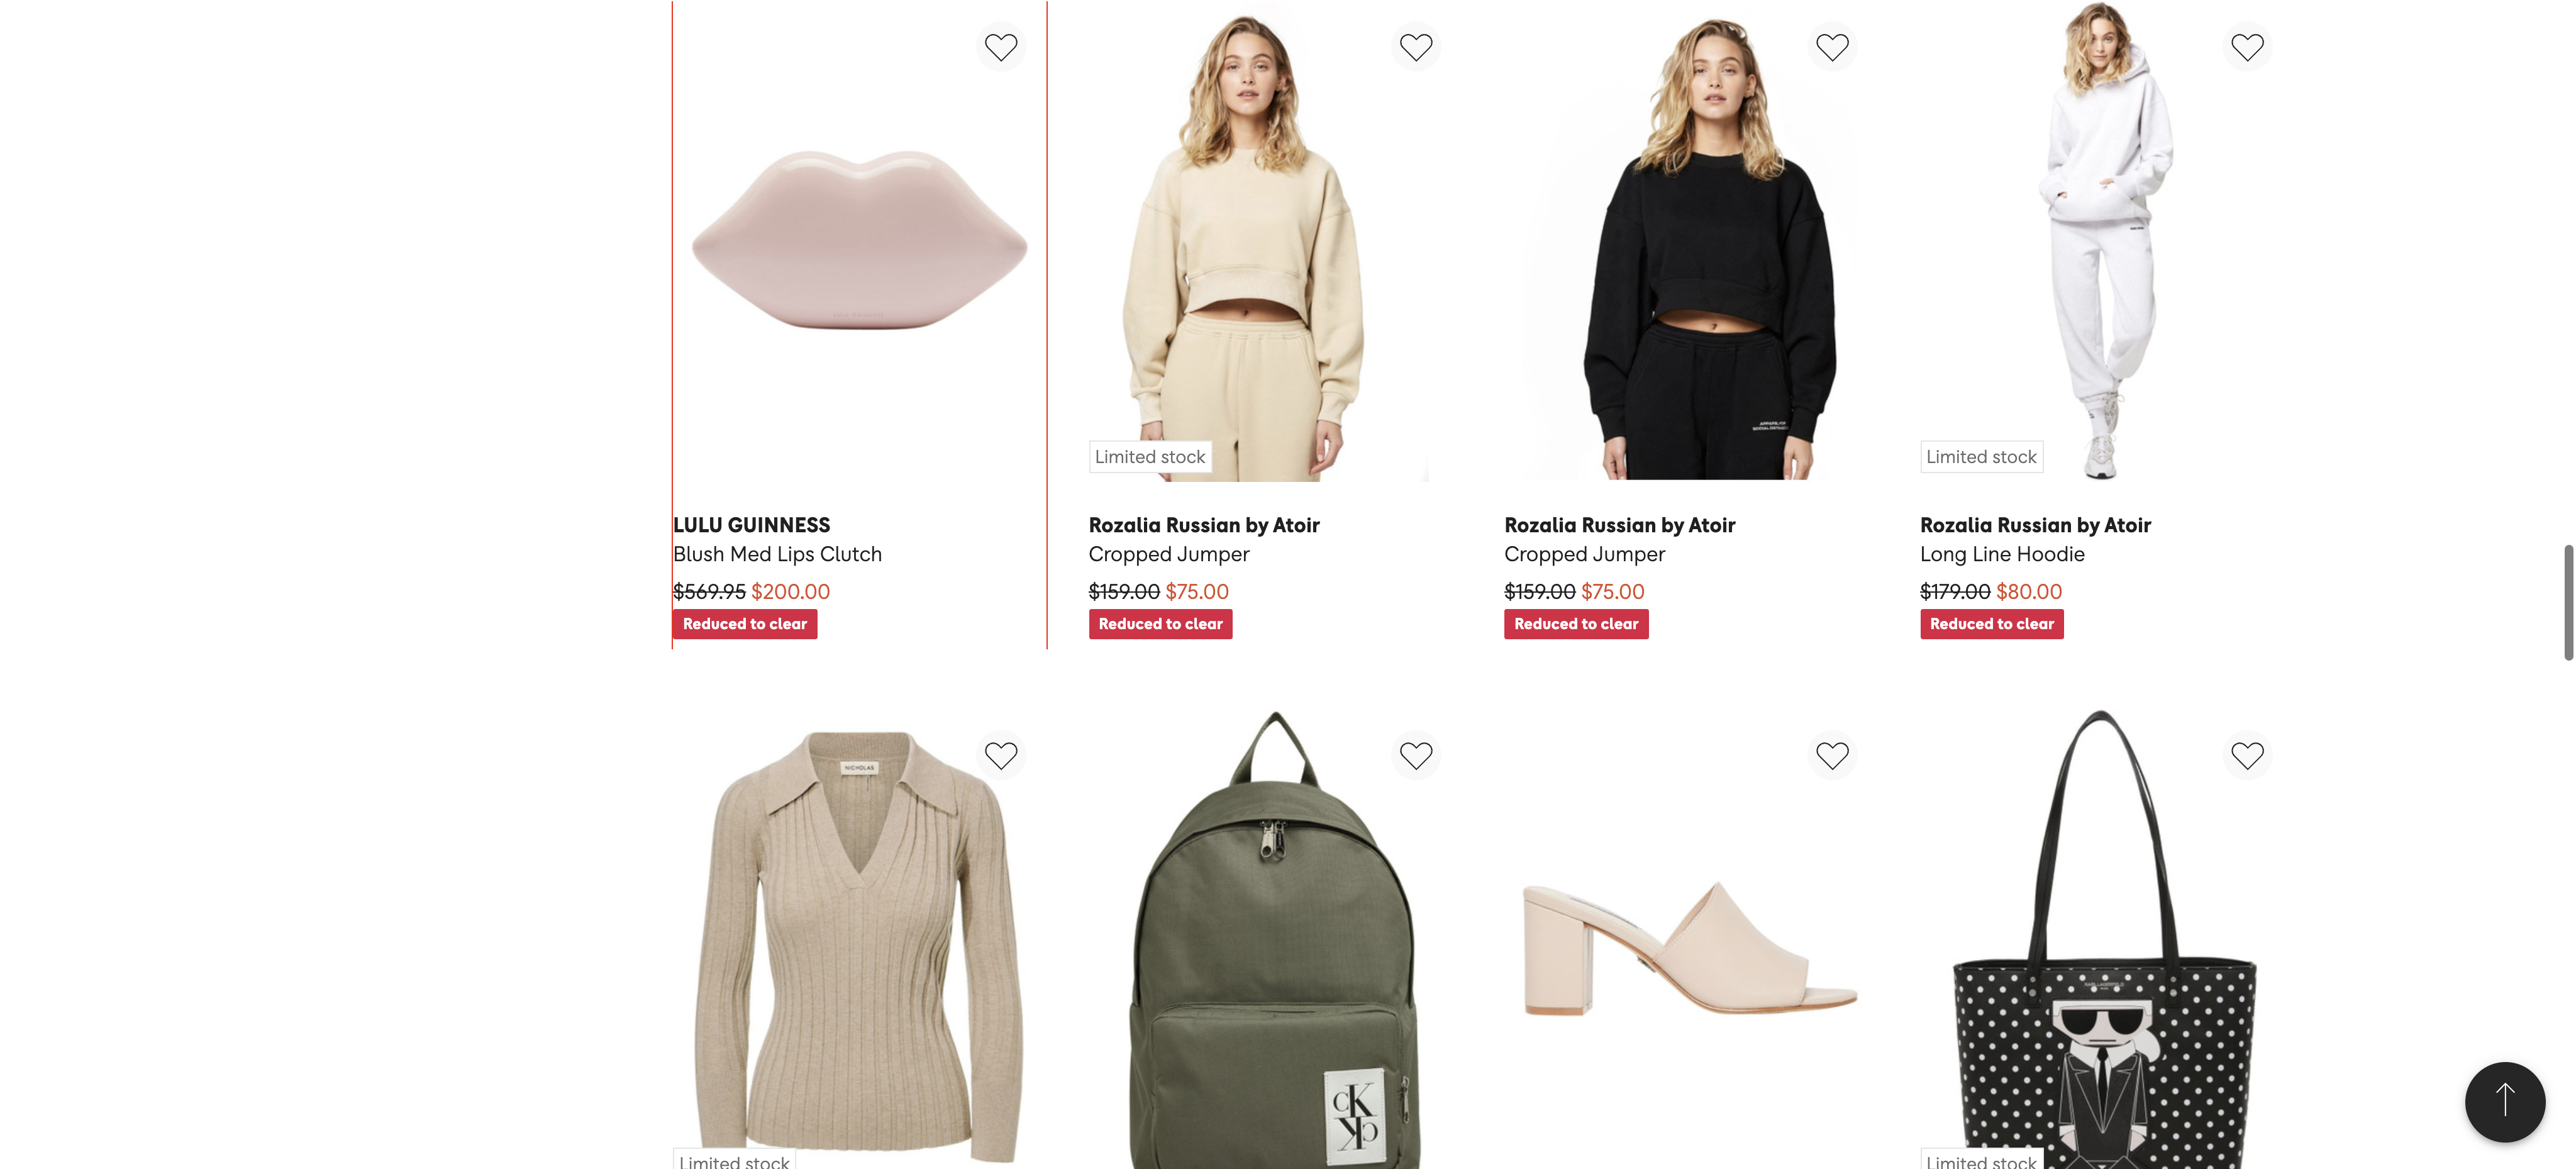 Limited stock
Limited stock
LULU GUINNESS
Blush Med Lips Clutch
$569.95 $200.00
Reduced to clear
Rozalia Russian by Atoir
Cropped Jumper
$159.00 $75.00
Reduced to clear
Rozalia Russian by Atoir
Cropped Jumper
$159.00 $75.00
Reduced to clear
Rozalia Russian by Atoir
Long Line Hoodie
$179.00 $80.00
Reduced to clear
NICHOLAS
CK
CK
KARL LAGERFELD
Limited stock
Limited stock